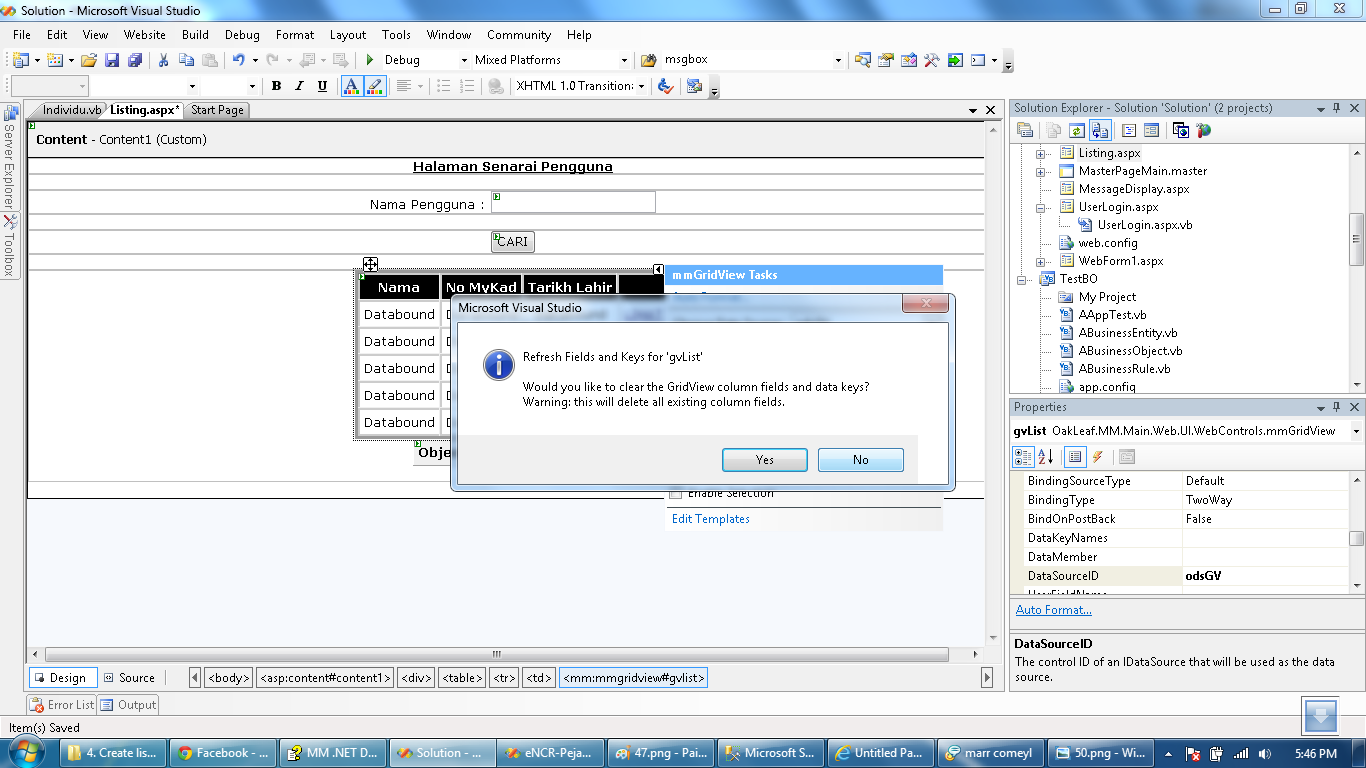 Solution - Microsoft Visual Studio
File Edit View Website Build Debug Format Layout Tools Window Community Help
Debug Mixed Platforms msgbox
B I U A XHTML 1.0 Transition:
Server Explorer
Toolbox
Individu.vb Listing.aspx* Start Page
Content - Content1 (Custom)
Halaman Senarai Pengguna
Nama Pengguna :
CARI
Nama No MyKad Tarikh Lahir
Databound
Databound
Databound
Databound
Databound
Obje
mmGridView Tasks
Enable Selection
Edit Templates
Microsoft Visual Studio
Refresh Fields and Keys for 'gvList'
Would you like to clear the GridView column fields and data keys?
Warning: this will delete all existing column fields.
Yes No
Design Source <body> <asp:content#content1> <div> <table> <tr> <td> <mm:mmgridview#gvlist>
Error List Output
Item(s) Saved
Solution Explorer - Solution 'Solution' (2 projects)
Listing.aspx
MasterPageMain.master
MessageDisplay.aspx
UserLogin.aspx
UserLogin.aspx.vb
web.config
WebForm1.aspx
TestBO
My Project
AAppTest.vb
ABusinessEntity.vb
ABusinessObject.vb
ABusinessRule.vb
app.config
Properties
gvList OakLeaf.MM.Main.Web.UI.WebControls.mmGridView
BindingSourceType Default
BindingType TwoWay
BindOnPostBack False
DataKeyNames
DataMember
DataSourceID odsGV
Auto Format...
DataSourceID
The control ID of an IDataSource that will be used as the data
source.
4. Create lis... Facebook - ... MM .NET D... Solution - ... eNCR-Peja... 47.png - Pai... Microsoft S... Untitled Pa... marr comeyl 50.png - Wi... 5:46 PM